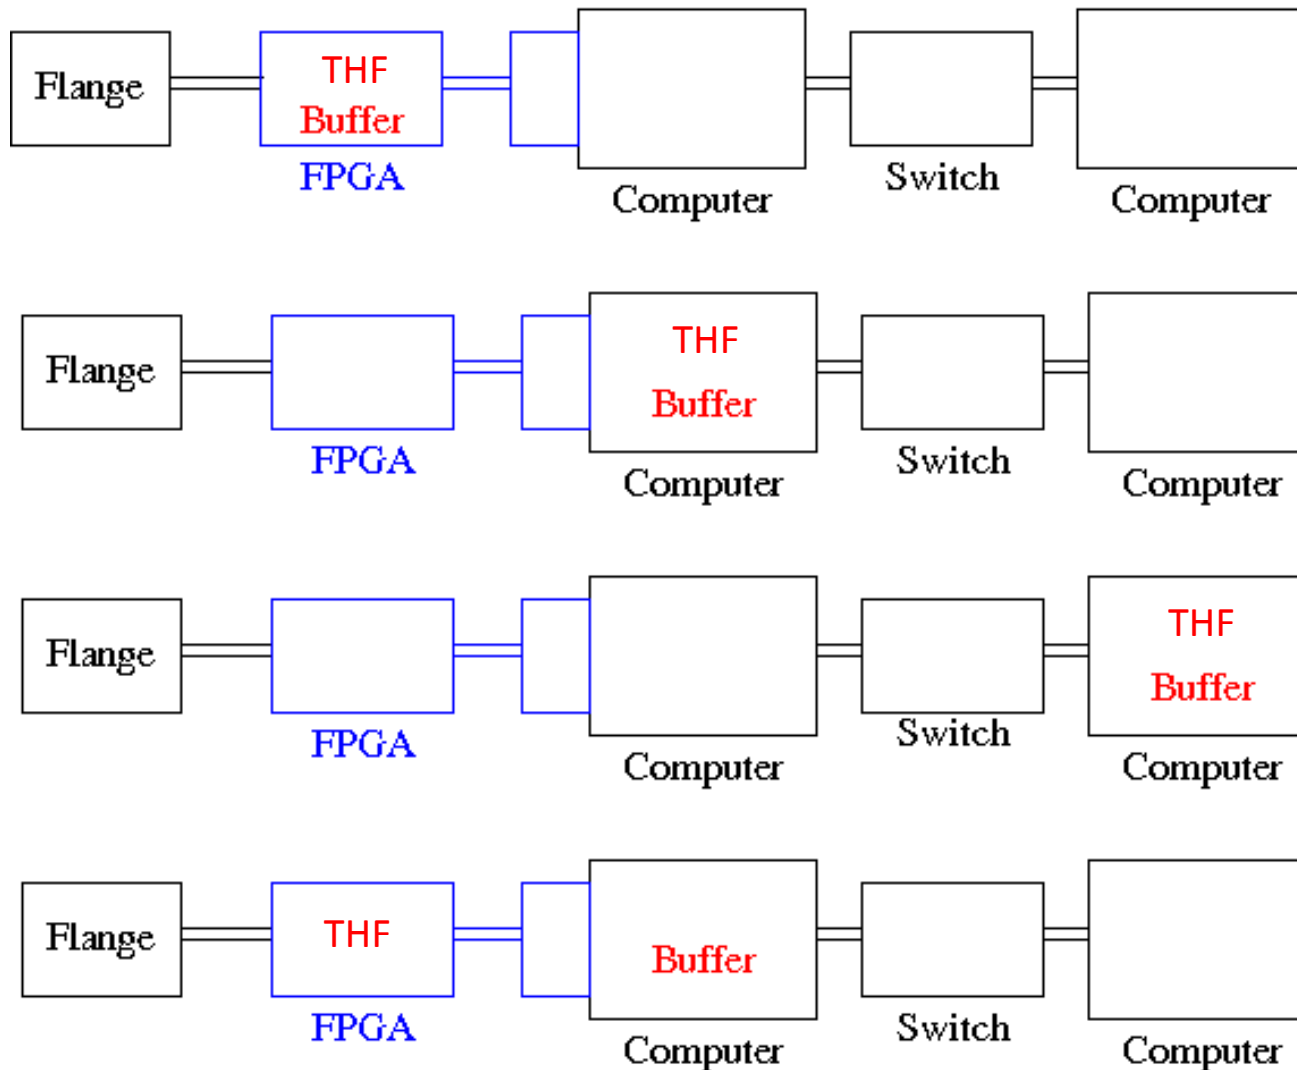 Flange
THF
Buffer
FPGA
Computer
Switch
Computer
Flange
THF
Buffer
FPGA
Computer
Switch
Computer
Flange
THF
Buffer
FPGA
Computer
Switch
Computer
Flange
THF
Buffer
FPGA
Computer
Switch
Computer